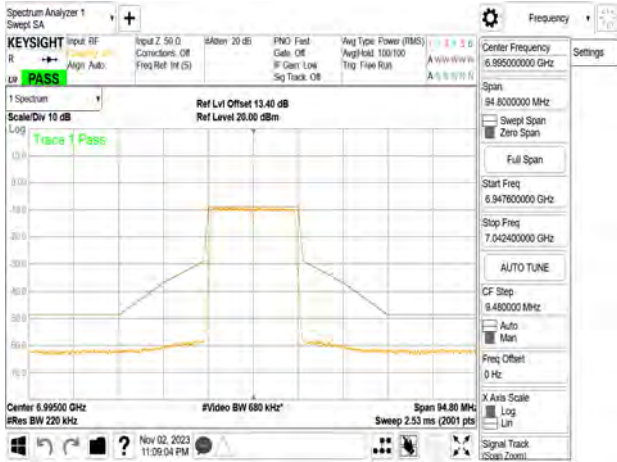 Spectrum Analyzer 1
Swept SA
+
Frequency
KEYSIGHT
Input: RF
Align: Auto
R
LW
PASS
Input Z: 50 Ω
Corrections: Off
Freq Ref: Int (S)
#Atten: 20 dB
PNO: Fast
Gate: Off
IF Gain: Low
Sig Track: Off
Avg Type: Power (RMS)
Avg|Hold: 100/100
Trig: Free Run
Center Frequency
6.995000000 GHz
Settings
Span
94.8000000 MHz
Swept Span
Zero Span
Full Span
Start Freq
6.947600000 GHz
Stop Freq
7.042400000 GHz
AUTO TUNE
CF Step
9.480000 MHz
Auto
Man
Freq Offset
0 Hz
X Axis Scale
Log
Lin
Signal Track
(Span Zoom)
1 Spectrum
Scale/Div 10 dB
Ref Lvl Offset 13.40 dB
Ref Level 20.00 dBm
Log
Trace 1 Pass
Center 6.99500 GHz
#Res BW 220 kHz
#Video BW 680 kHz*
Span 94.80 MHz
Sweep 2.53 ms (2001 pts
?
Nov 02, 2023
11:09:04 PM